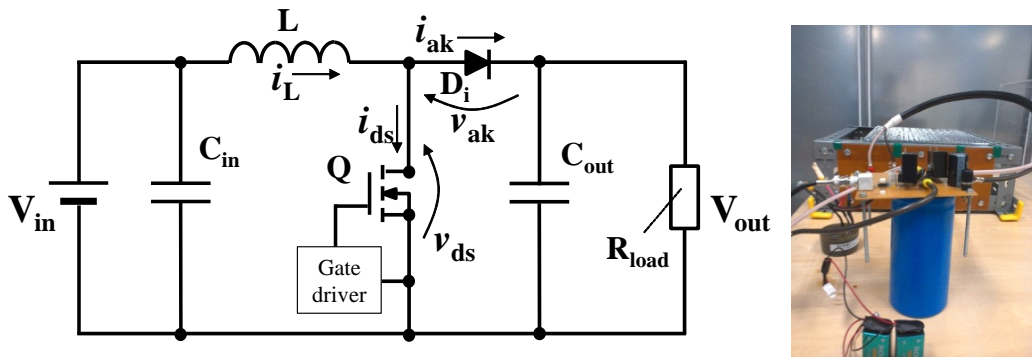 L
i_ak
i_L
D_i
v_ak
i_ds
C_in
Q
C_out
V_in
V_out
R_load
v_ds
Gate
driver